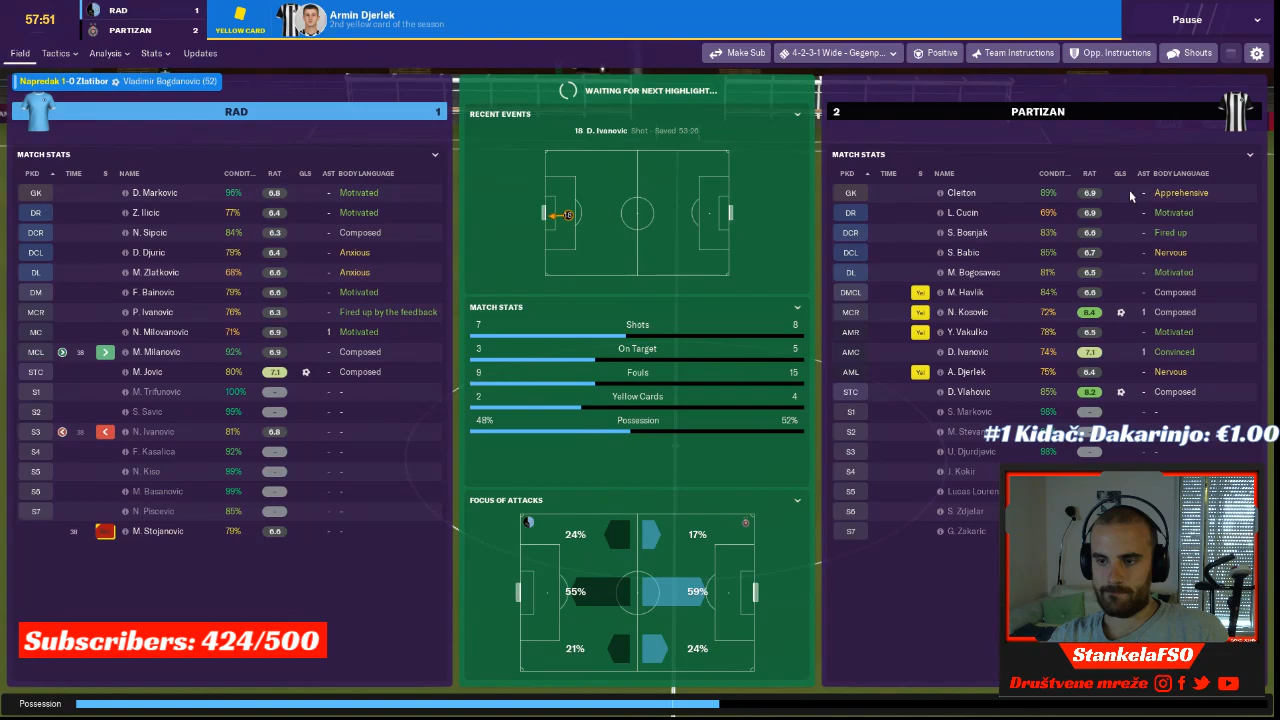 57:51
RAD 1
PARTIZAN 2
YELLOW CARD
Armin Djerlek
2nd yellow card of the season
Pause
Field Tactics Analysis Stats Updates
Make Sub 4-2-3-1 Wide - Gegenp... Positive Team Instructions Opp. Instructions Shouts
Napredak 1-0 Zlatibor Vladimir Bogdanovic (52)
RAD 1
MATCH STATS
PKD TIME S NAME CONDIT... RAT GLS AST BODY LANGUAGE
GK D. Markovic 96% 6.8 - Motivated
DR Z. Ilicic 77% 6.4 - Motivated
DCR N. Sipcic 84% 6.3 - Composed
DCL D. Djuric 79% 6.4 - Anxious
DL M. Zlatkovic 68% 6.6 - Anxious
DM F. Bainovic 79% 6.6 - Motivated
MCR P. Ivanovic 76% 6.3 - Fired up by the feedback
MC N. Milovanovic 71% 6.9 1 Motivated
MCL 38 M. Milanovic 92% 6.9 - Composed
STC M. Jovic 80% 7.1 - Composed
S1 M. Trifunovic 100% - - -
S2 S. Savic 99% - - -
S3 38 N. Ivanovic 81% 6.8 - -
S4 F. Kasalica 92% - - -
S5 N. Kiso 99% - - -
S6 M. Basanovic 99% - - -
S7 N. Piscevic 85% - - -
38 M. Stojanovic 79% 6.6 - -
Subscribers: 424/500
WAITING FOR NEXT HIGHLIGHT...
RECENT EVENTS
18 D. Ivanovic Shot - Saved 53:26
18
MATCH STATS
7 Shots 8
3 On Target 5
9 Fouls 15
2 Yellow Cards 4
48% Possession 52%
FOCUS OF ATTACKS
24% 17%
55% 59%
21% 24%
2 PARTIZAN
MATCH STATS
PKD TIME S NAME CONDIT... RAT GLS AST BODY LANGUAGE
GK Cleiton 89% 6.9 - Apprehensive
DR L. Cucin 69% 6.9 - Motivated
DCR S. Bosnjak 83% 6.6 - Fired up
DCL S. Babic 85% 6.7 - Nervous
DL M. Bogosavac 81% 6.5 - Motivated
DMCL Yel M. Havlik 84% 6.6 - Composed
MCR Yel N. Kosovic 72% 8.4 1 Composed
AMR Yel Y. Vakulko 78% 6.5 - Motivated
AMC D. Ivanovic 74% 7.1 1 Convinced
AML Yel A. Djerlek 75% 6.4 - Nervous
STC D. Vlahovic 85% 8.2 - Composed
S1 S. Markovic 98% - - -
S2 M. Stevan
#1 Kidač: Dakarinjo: €1.00
S3 U. Djurdjevic 98% - - -
S4 J. Kokir
S5 Lucas Louren
S6 S. Zdjelar
S7 G. Zakaric
StankelaFSO
Društvene mreže
Possession